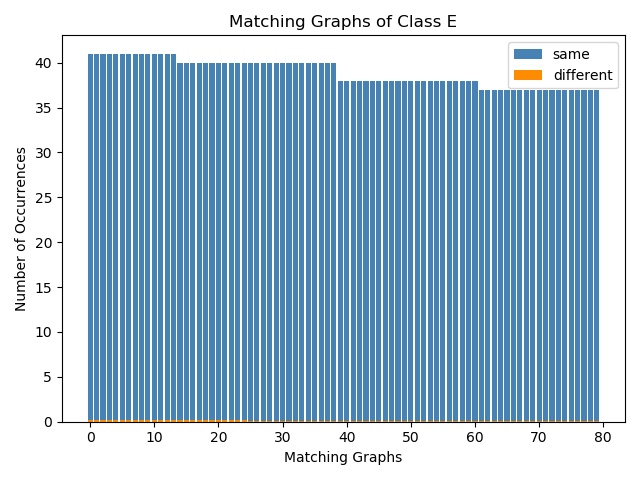 Matching Graphs of Class E
same
different
Number of Occurrences
40
35
30
25
20
15
10
5
0
0 10 20 30 40 50 60 70 80
Matching Graphs